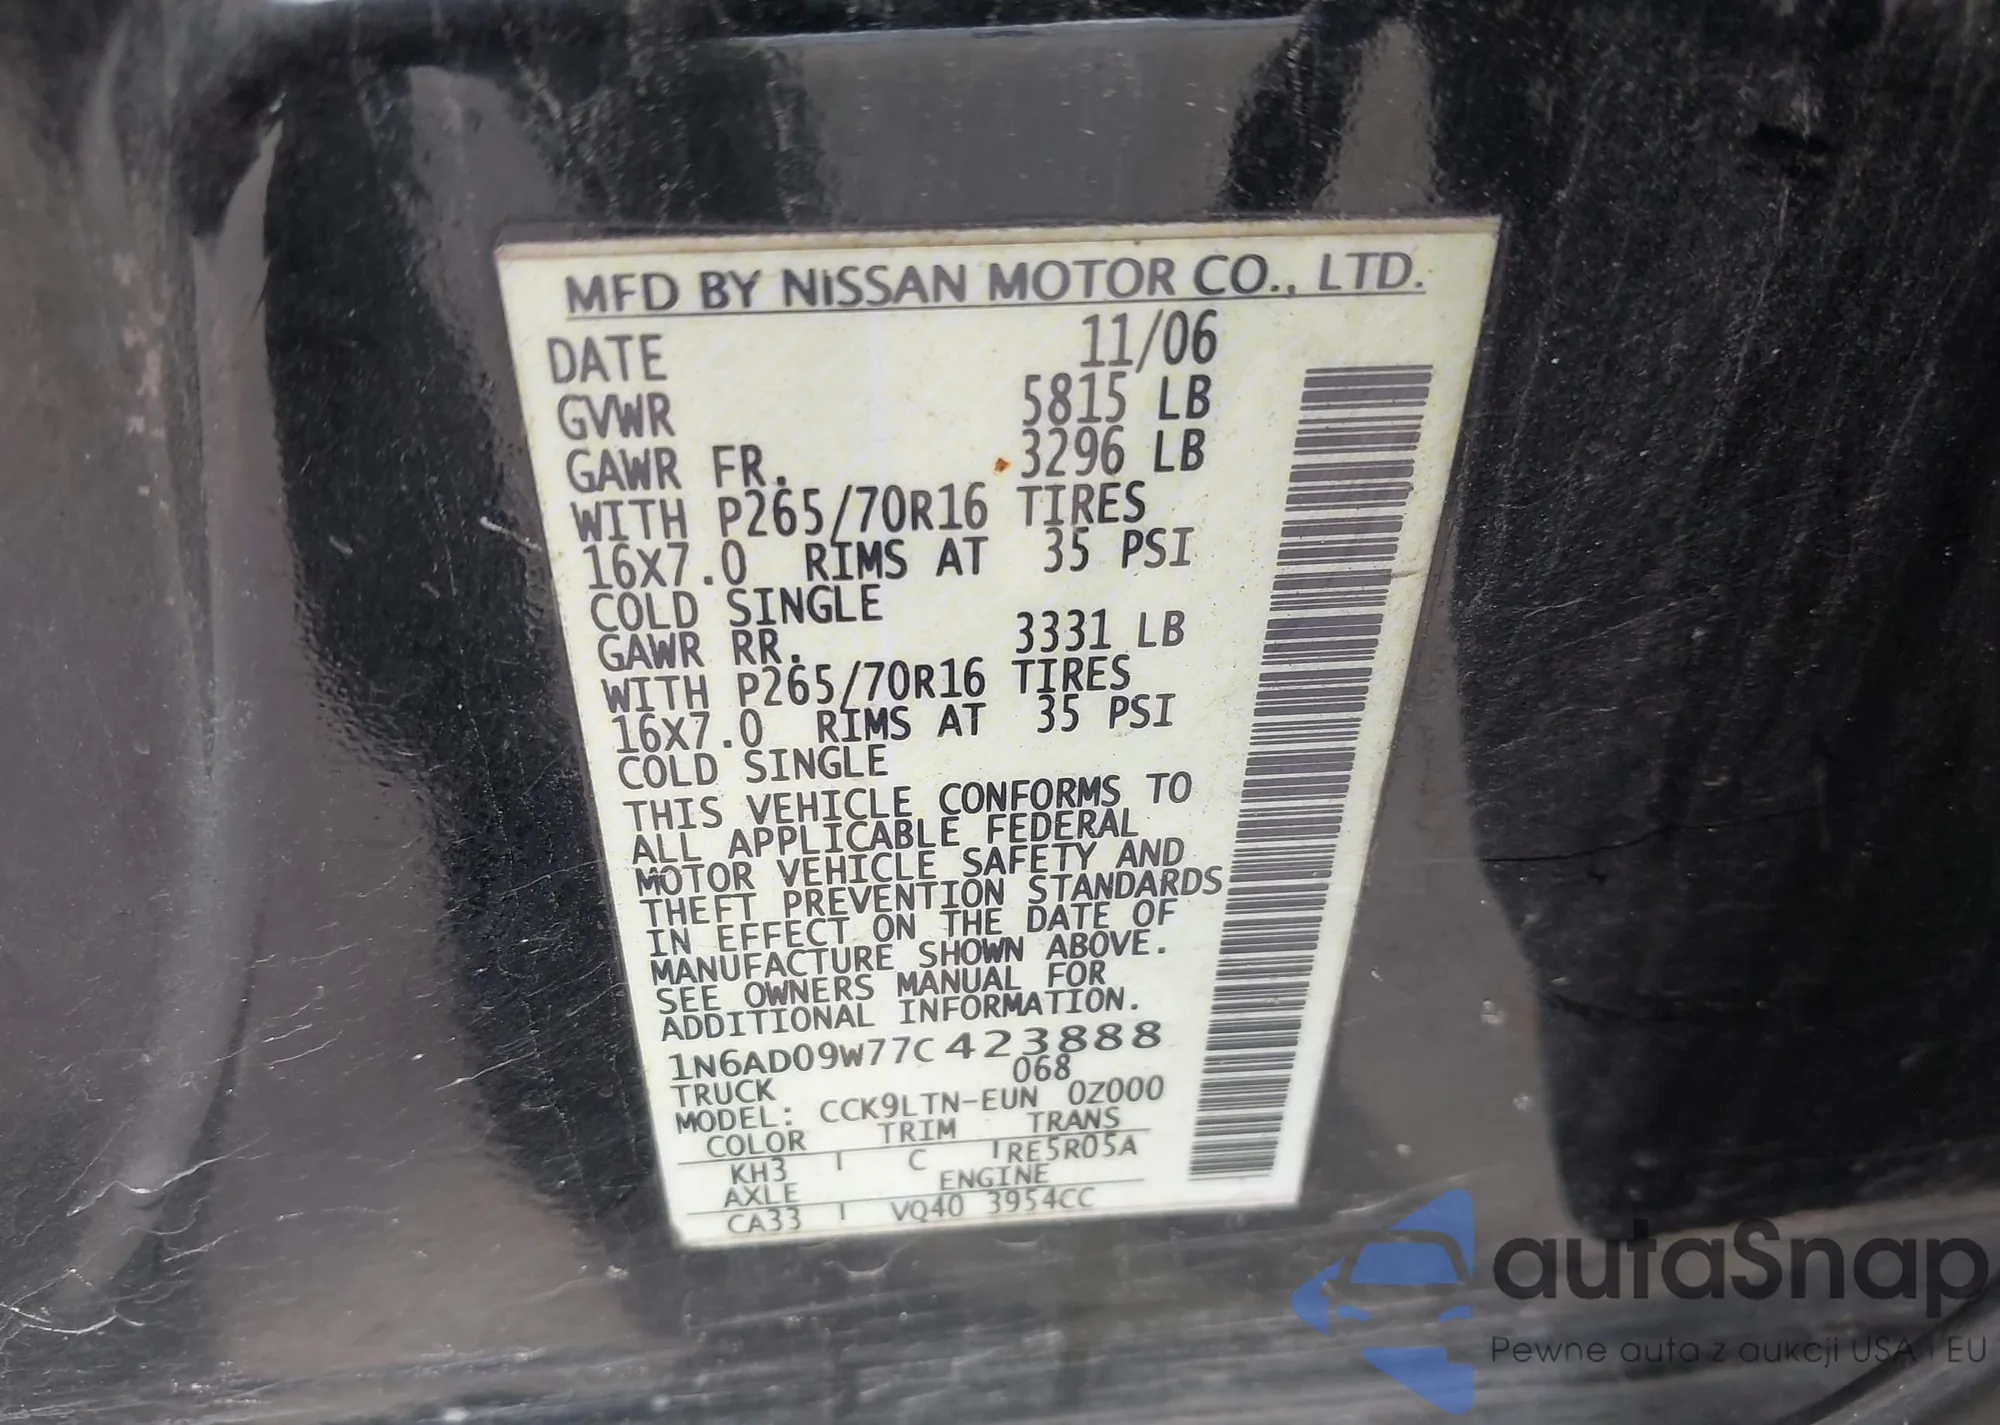 MFD BY NISSAN MOTOR CO., LTD.
DATE 11/06
GVWR 5815 LB
GAWR FR. 3296 LB
WITH P265/70R16 TIRES
16X7.0 RIMS AT 35 PSI
COLD SINGLE
GAWR RR. 3331 LB
WITH P265/70R16 TIRES
16X7.0 RIMS AT 35 PSI
COLD SINGLE
THIS VEHICLE CONFORMS TO
ALL APPLICABLE FEDERAL
MOTOR VEHICLE SAFETY AND
THEFT PREVENTION STANDARDS
IN EFFECT ON THE DATE OF
MANUFACTURE SHOWN ABOVE.
SEE OWNERS MANUAL FOR
ADDITIONAL INFORMATION.
1N6AD09W77C423888
TRUCK 068
MODEL: CCK9LTN-EUN 0Z000
COLOR TRIM TRANS
KH3 C RE5R05A
AXLE ENGINE
CA33 VQ40 3954CC
autaSnap
Pewne auta z aukcji USA i EU